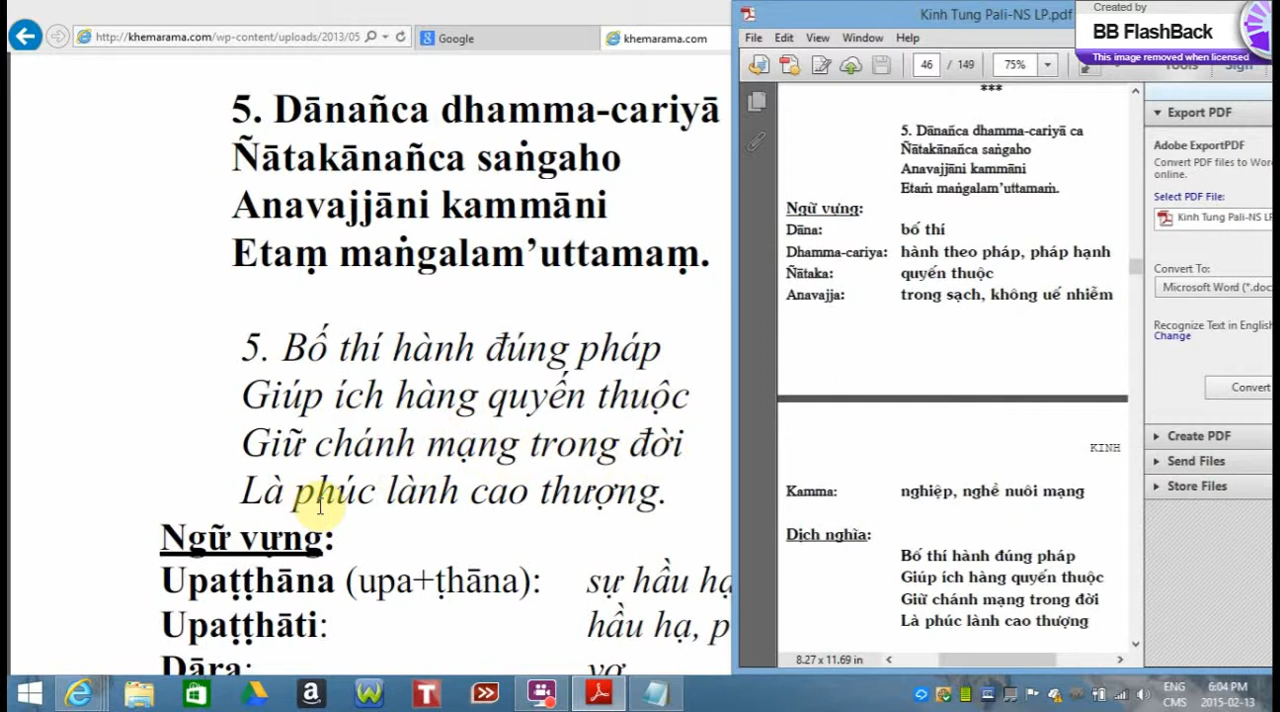 http://khemarama.com/wp-content/uploads/2013/05
Google
khemarama.com
5. Dānañca dhamma-cariyā
Ñātakānañca saṅgaho
Anavajjāni kammāni
Etaṃ maṅgalam’uttamaṃ.
5. Bố thí hành đúng pháp
Giúp ích hàng quyến thuộc
Giữ chánh mạng trong đời
Là phúc lành cao thượng.
Ngữ vựng:
Upaṭṭhāna (upa+ṭhāna): sự hầu hạ
Upaṭṭhāti: hầu hạ, p
Dāra: vợ
Kinh Tung Pali-NS LP.pdf
Created by
BB FlashBack
This image removed when licensed
File Edit View Window Help
46 / 149 75%
Tools Sign
***
5. Dānañca dhamma-cariyā ca
Ñātakānañca saṅgaho
Anavajjāni kammāni
Etaṁ maṅgalam’uttamaṁ.
Ngữ vựng:
Dāna: bố thí
Dhamma-cariya: hành theo pháp, pháp hạnh
Ñātaka: quyến thuộc
Anavajja: trong sạch, không uế nhiễm
KINH
Kamma: nghiệp, nghề nuôi mạng
Dịch nghĩa:
Bố thí hành đúng pháp
Giúp ích hàng quyến thuộc
Giữ chánh mạng trong đời
Là phúc lành cao thượng
8.27 x 11.69 in
Export PDF
Adobe ExportPDF
Convert PDF files to Wor
online.
Select PDF File:
Kinh Tung Pali-NS L
Convert To:
Microsoft Word (*.doc
Recognize Text in English
Change
Convert
Create PDF
Send Files
Store Files
ENG
CMS
6:04 PM
2015-02-13